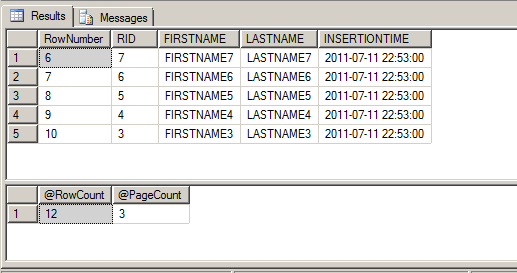 Results Messages
RowNumber RID FIRSTNAME LASTNAME INSERTIONTIME
1 6 7 FIRSTNAME7 LASTNAME7 2011-07-11 22:53:00
2 7 6 FIRSTNAME6 LASTNAME6 2011-07-11 22:53:00
3 8 5 FIRSTNAME5 LASTNAME5 2011-07-11 22:53:00
4 9 4 FIRSTNAME4 LASTNAME4 2011-07-11 22:53:00
5 10 3 FIRSTNAME3 LASTNAME3 2011-07-11 22:53:00
@RowCount @PageCount
1 12 3